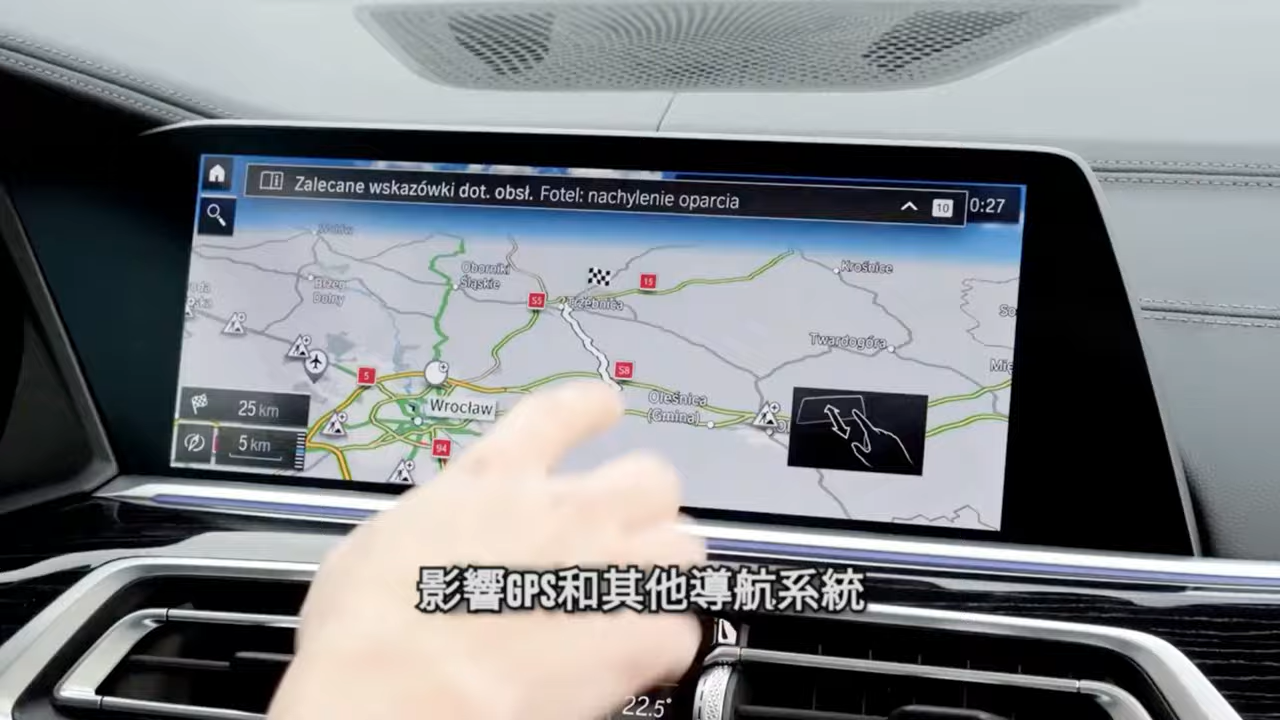 Zalecane wskazówki dot. obsł. Fotel: nachylenie oparcia
10
0:27
Wołów
Oborniki
Śląskie
Krośnice
Brzeg
Dolny
15
S5
Trzebnica
Twardogóra
5
S8
Wrocław
Oleśnica
(Gmina)
25 km
5 km
94
影響GPS和其他導航系統
22.5°